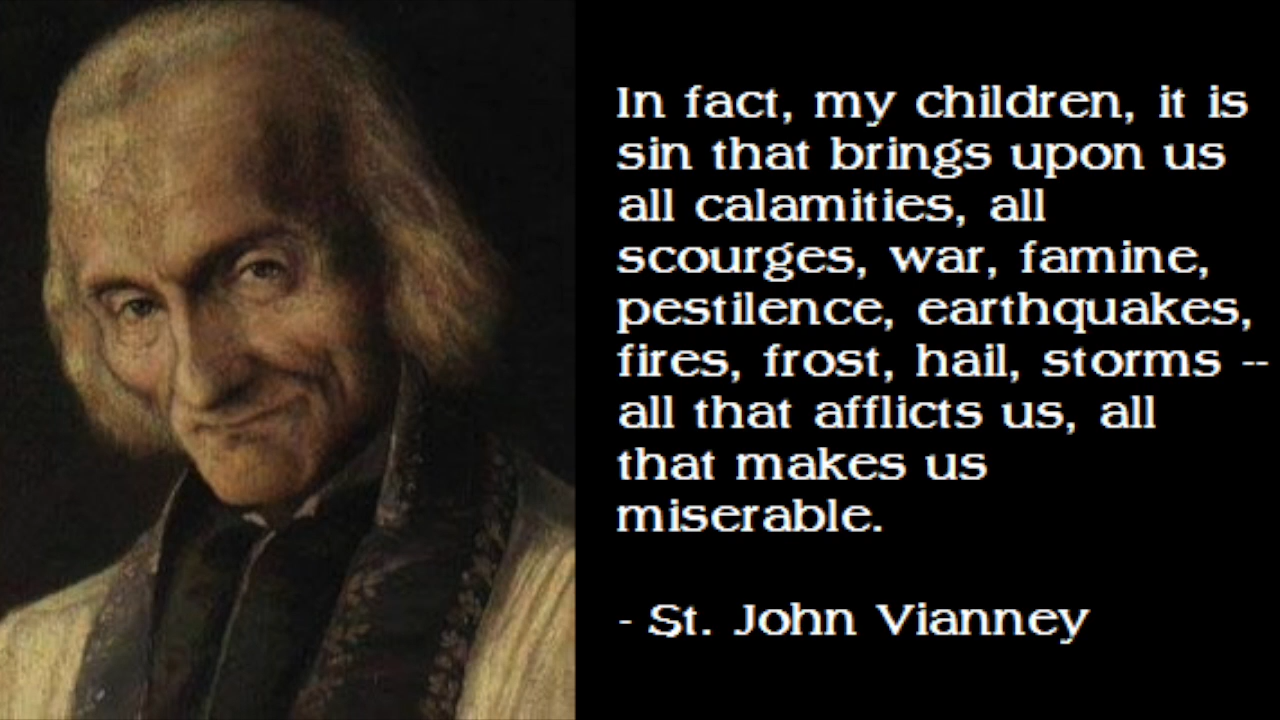 In fact, my children, it is
sin that brings upon us
all calamities, all
scourges, war, famine,
pestilence, earthquakes,
fires, frost, hail, storms --
all that afflicts us, all
that makes us
miserable.
- St. John Vianney